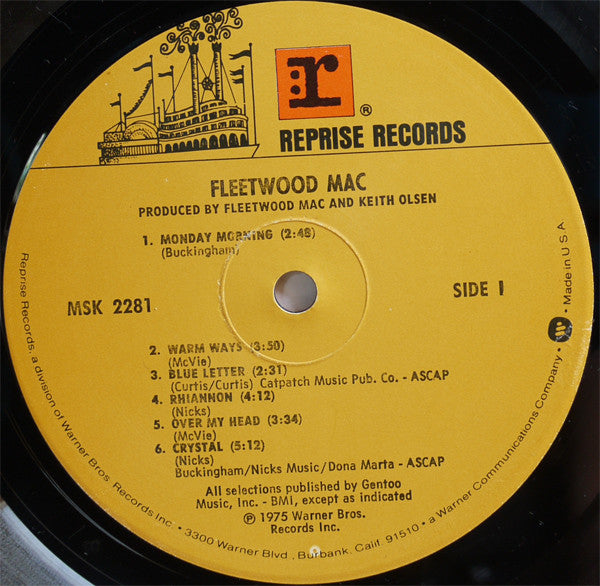 r
®
REPRISE RECORDS
FLEETWOOD MAC
PRODUCED BY FLEETWOOD MAC AND KEITH OLSEN
1. MONDAY MORNING (2:48)
(Buckingham)
MSK 2281
SIDE 1
2. WARM WAYS (3:50)
(McVie)
3. BLUE LETTER (2:31)
(Curtis/Curtis) Catpatch Music Pub. Co. - ASCAP
4. RHIANNON (4:12)
(Nicks)
5. OVER MY HEAD (3:34)
(McVie)
6. CRYSTAL (5:12)
(Nicks)
Buckingham/Nicks Music/Dona Marta - ASCAP
All selections published by Gentoo
Music, Inc. - BMI, except as indicated
℗ 1975 Warner Bros.
Records Inc.
Reprise Records, a division of Warner Bros. Records Inc. • 3300 Warner Blvd., Burbank, Calif. 91510 • a Warner Communications Company • Made in U.S.A.